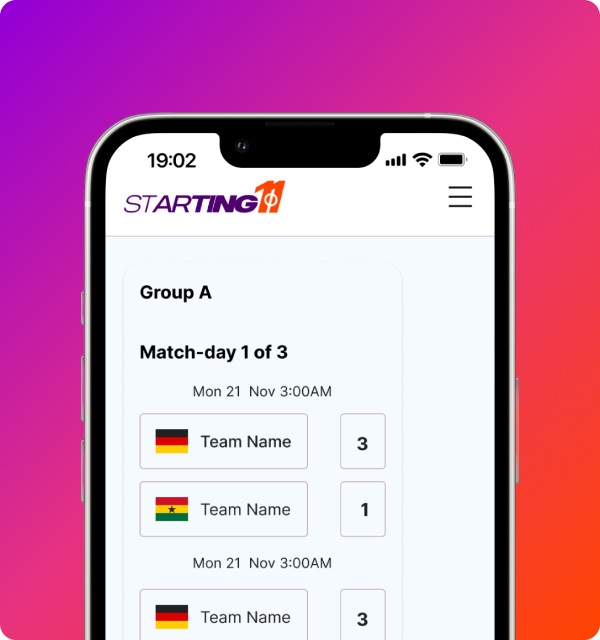 19:02
STARTING11
Group A
Match-day 1 of 3
Mon 21 Nov 3:00AM
Team Name 3
Team Name 1
Mon 21 Nov 3:00AM
Team Name 3